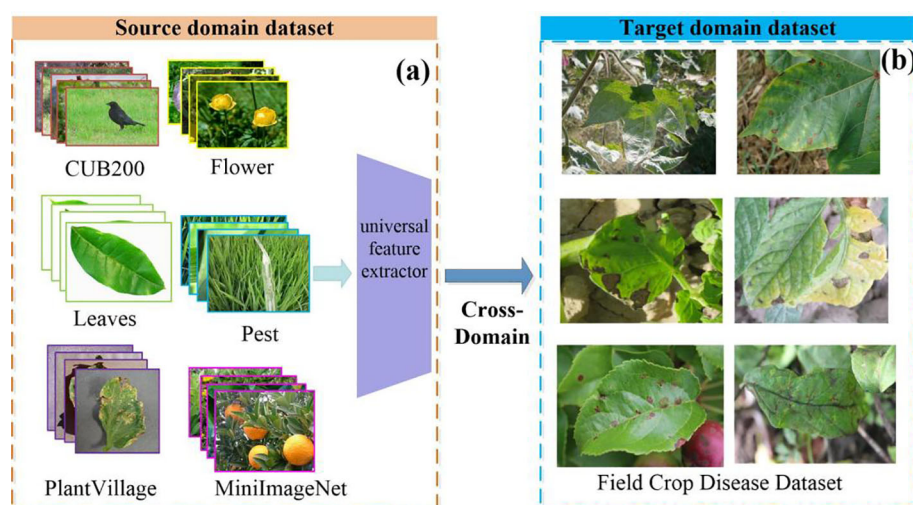 Source domain dataset
(a)
CUB200
Flower
Leaves
Pest
PlantVillage
MiniImageNet
universal
feature
extractor
Cross-
Domain
Target domain dataset
(b)
Field Crop Disease Dataset